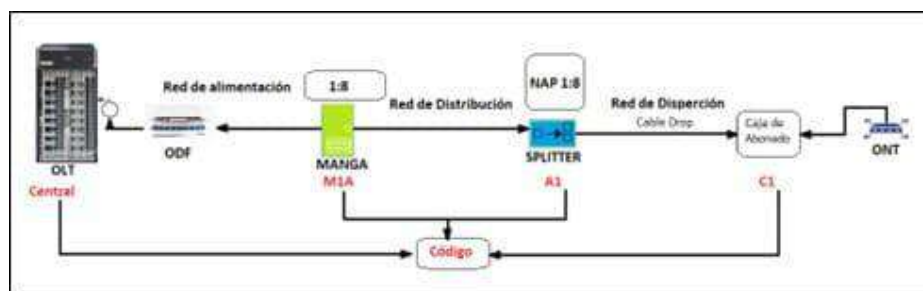 1:8
NAP 1:8
Red de alimentación
Red de Distribución
Red de Disperción
Cable Drop
Caja de
Abonado
OLT
ODF
MANGA
SPLITTER
ONT
Central
M1A
A1
C1
Código